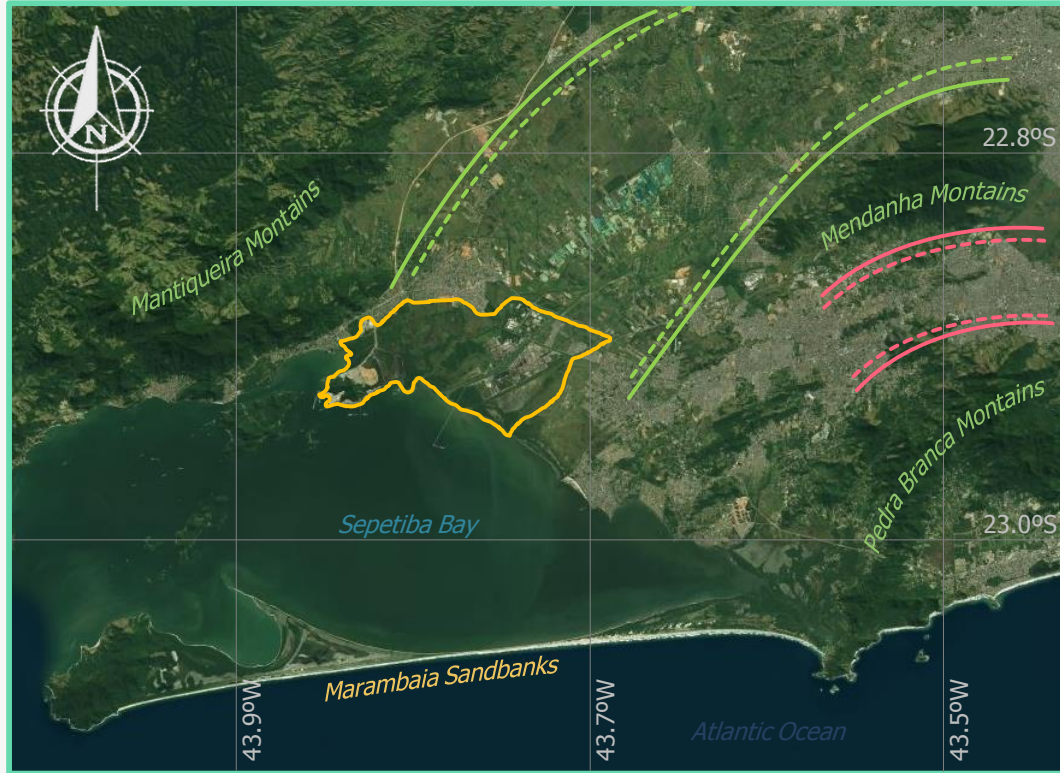 N
22.8ºS
Mendanha Montains
Mantiqueira Montains
Pedra Branca Montains
Sepetiba Bay
23.0ºS
Marambaia Sandbanks
43.9ºW
43.7ºW
43.5ºW
Atlantic Ocean